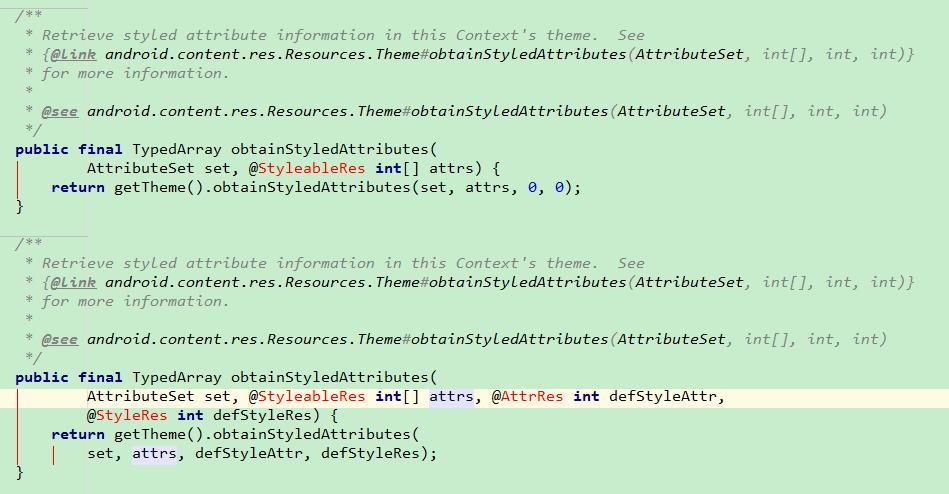 /**
 * Retrieve styled attribute information in this Context's theme.  See
 * {@link android.content.res.Resources.Theme#obtainStyledAttributes(AttributeSet, int[], int, int)}
 * for more information.
 *
 * @see android.content.res.Resources.Theme#obtainStyledAttributes(AttributeSet, int[], int, int)
 */
public final TypedArray obtainStyledAttributes(
        AttributeSet set, @StyleableRes int[] attrs) {
    return getTheme().obtainStyledAttributes(set, attrs, 0, 0);
}
/**
 * Retrieve styled attribute information in this Context's theme.  See
 * {@link android.content.res.Resources.Theme#obtainStyledAttributes(AttributeSet, int[], int, int)}
 * for more information.
 *
 * @see android.content.res.Resources.Theme#obtainStyledAttributes(AttributeSet, int[], int, int)
 */
public final TypedArray obtainStyledAttributes(
        AttributeSet set, @StyleableRes int[] attrs, @AttrRes int defStyleAttr,
        @StyleRes int defStyleRes) {
    return getTheme().obtainStyledAttributes(
        set, attrs, defStyleAttr, defStyleRes);
}